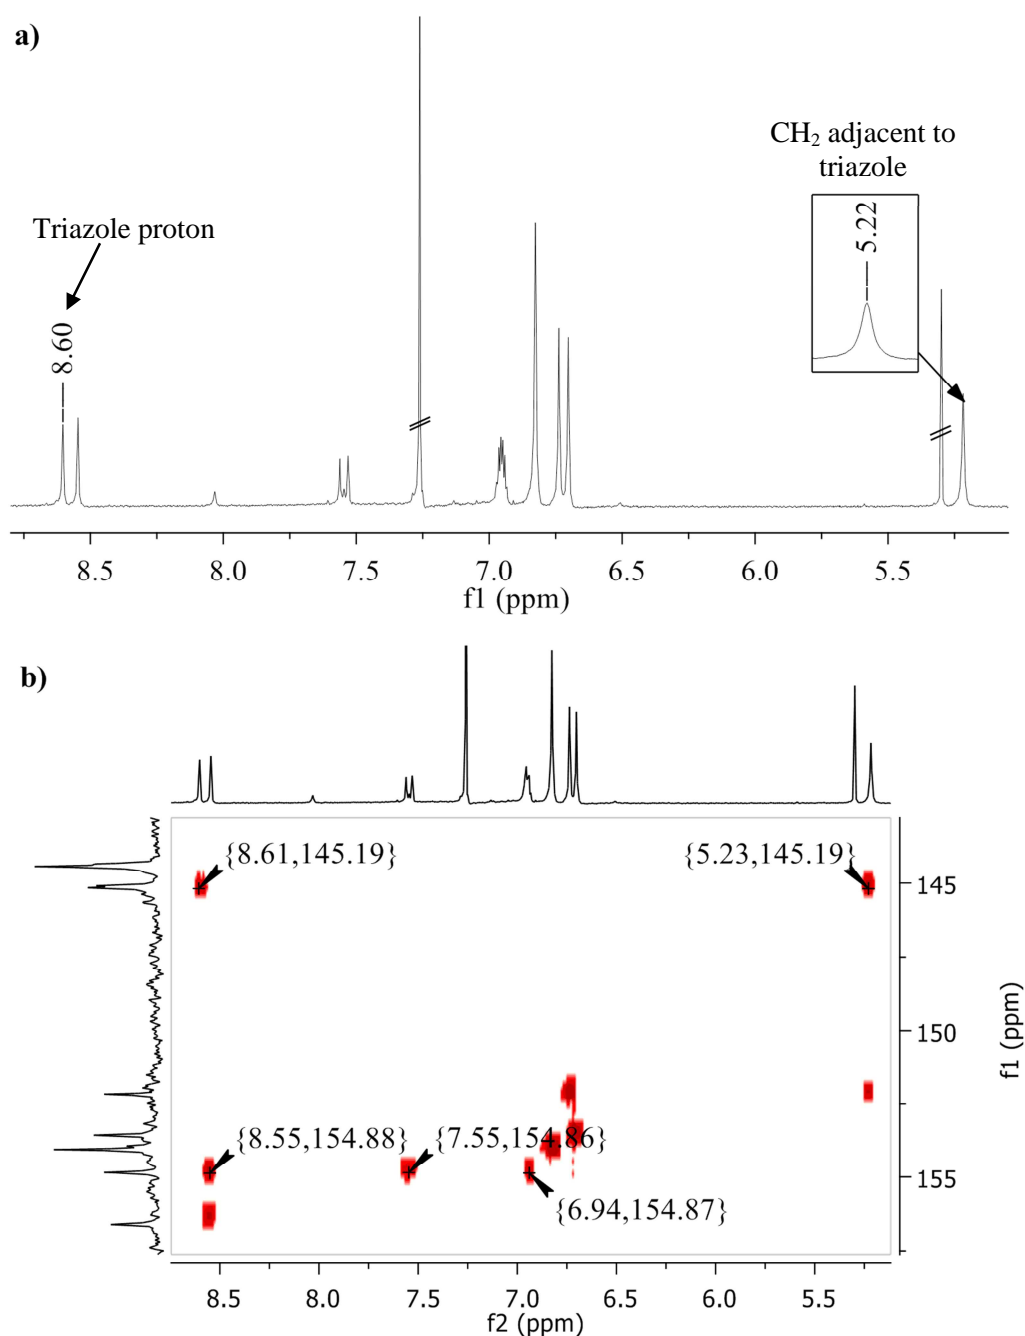 a)
CH₂ adjacent to
triazole
5.22
Triazole proton
8.60
8.5 8.0 7.5 7.0 6.5 6.0 5.5
f1 (ppm)
b)
{8.61,145.19} {5.23,145.19}
145
150
f1 (ppm)
{8.55,154.88} {7.55,154.86}
155
{6.94,154.87}
8.5 8.0 7.5 7.0 6.5 6.0 5.5
f2 (ppm)